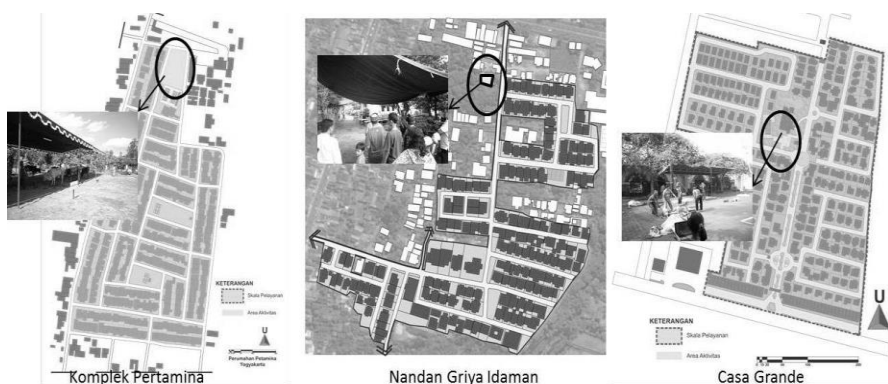 KETERANGAN
Skala Pelayanan
Area Aktivitas
U
Perumahan Petamina
Yogyakarta
Komplek Pertamina
Nandan Griya Idaman
KETERANGAN
Skala Pelayanan
Area Aktivitas
U
Casa Grande